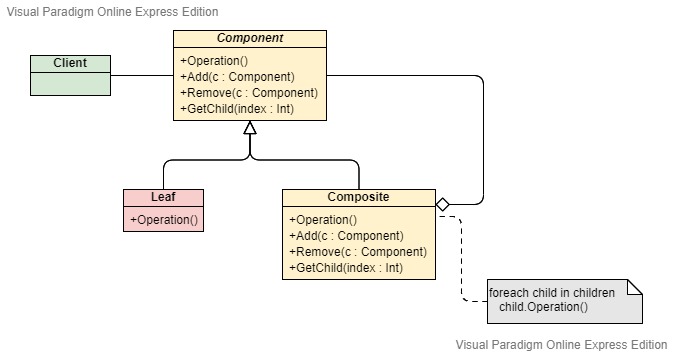 Visual Paradigm Online Express Edition
Component
+Operation()
+Add(c : Component)
+Remove(c : Component)
+GetChild(index : Int)
Client
Leaf
+Operation()
Composite
+Operation()
+Add(c : Component)
+Remove(c : Component)
+GetChild(index : Int)
foreach child in children
child.Operation()
Visual Paradigm Online Express Edition